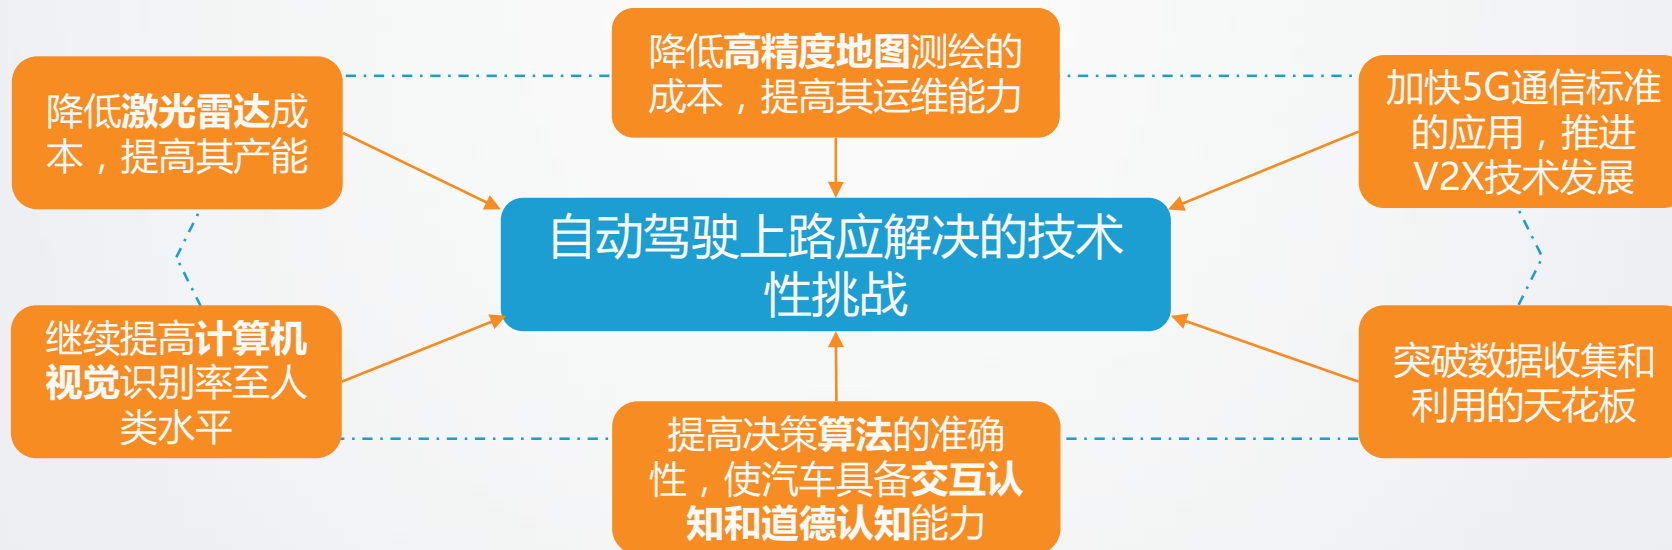 降低高精度地图测绘的
成本，提高其运维能力
降低激光雷达成
本，提高其产能
加快5G通信标准
的应用，推进
V2X技术发展
自动驾驶上路应解决的技术
性挑战
继续提高计算机
视觉识别率至人
类水平
突破数据收集和
利用的天花板
提高决策算法的准确
性，使汽车具备交互认
知和道德认知能力